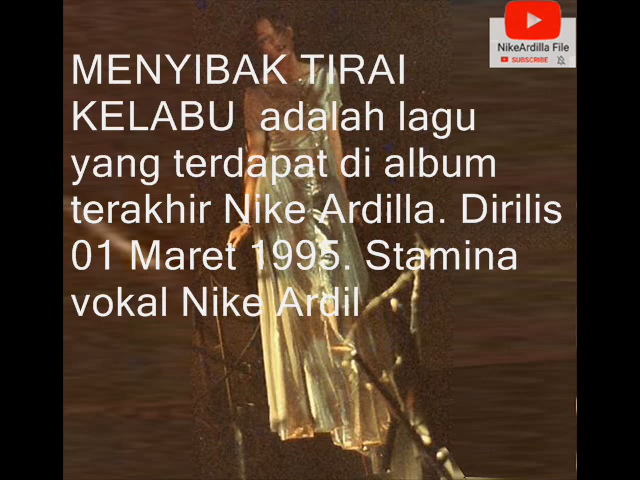 NikeArdilla File
SUBSCRIBE
MENYIBAK TIRAI
KELABU adalah lagu
yang terdapat di album
terakhir Nike Ardilla. Dirilis
01 Maret 1995. Stamina
vokal Nike Ardil